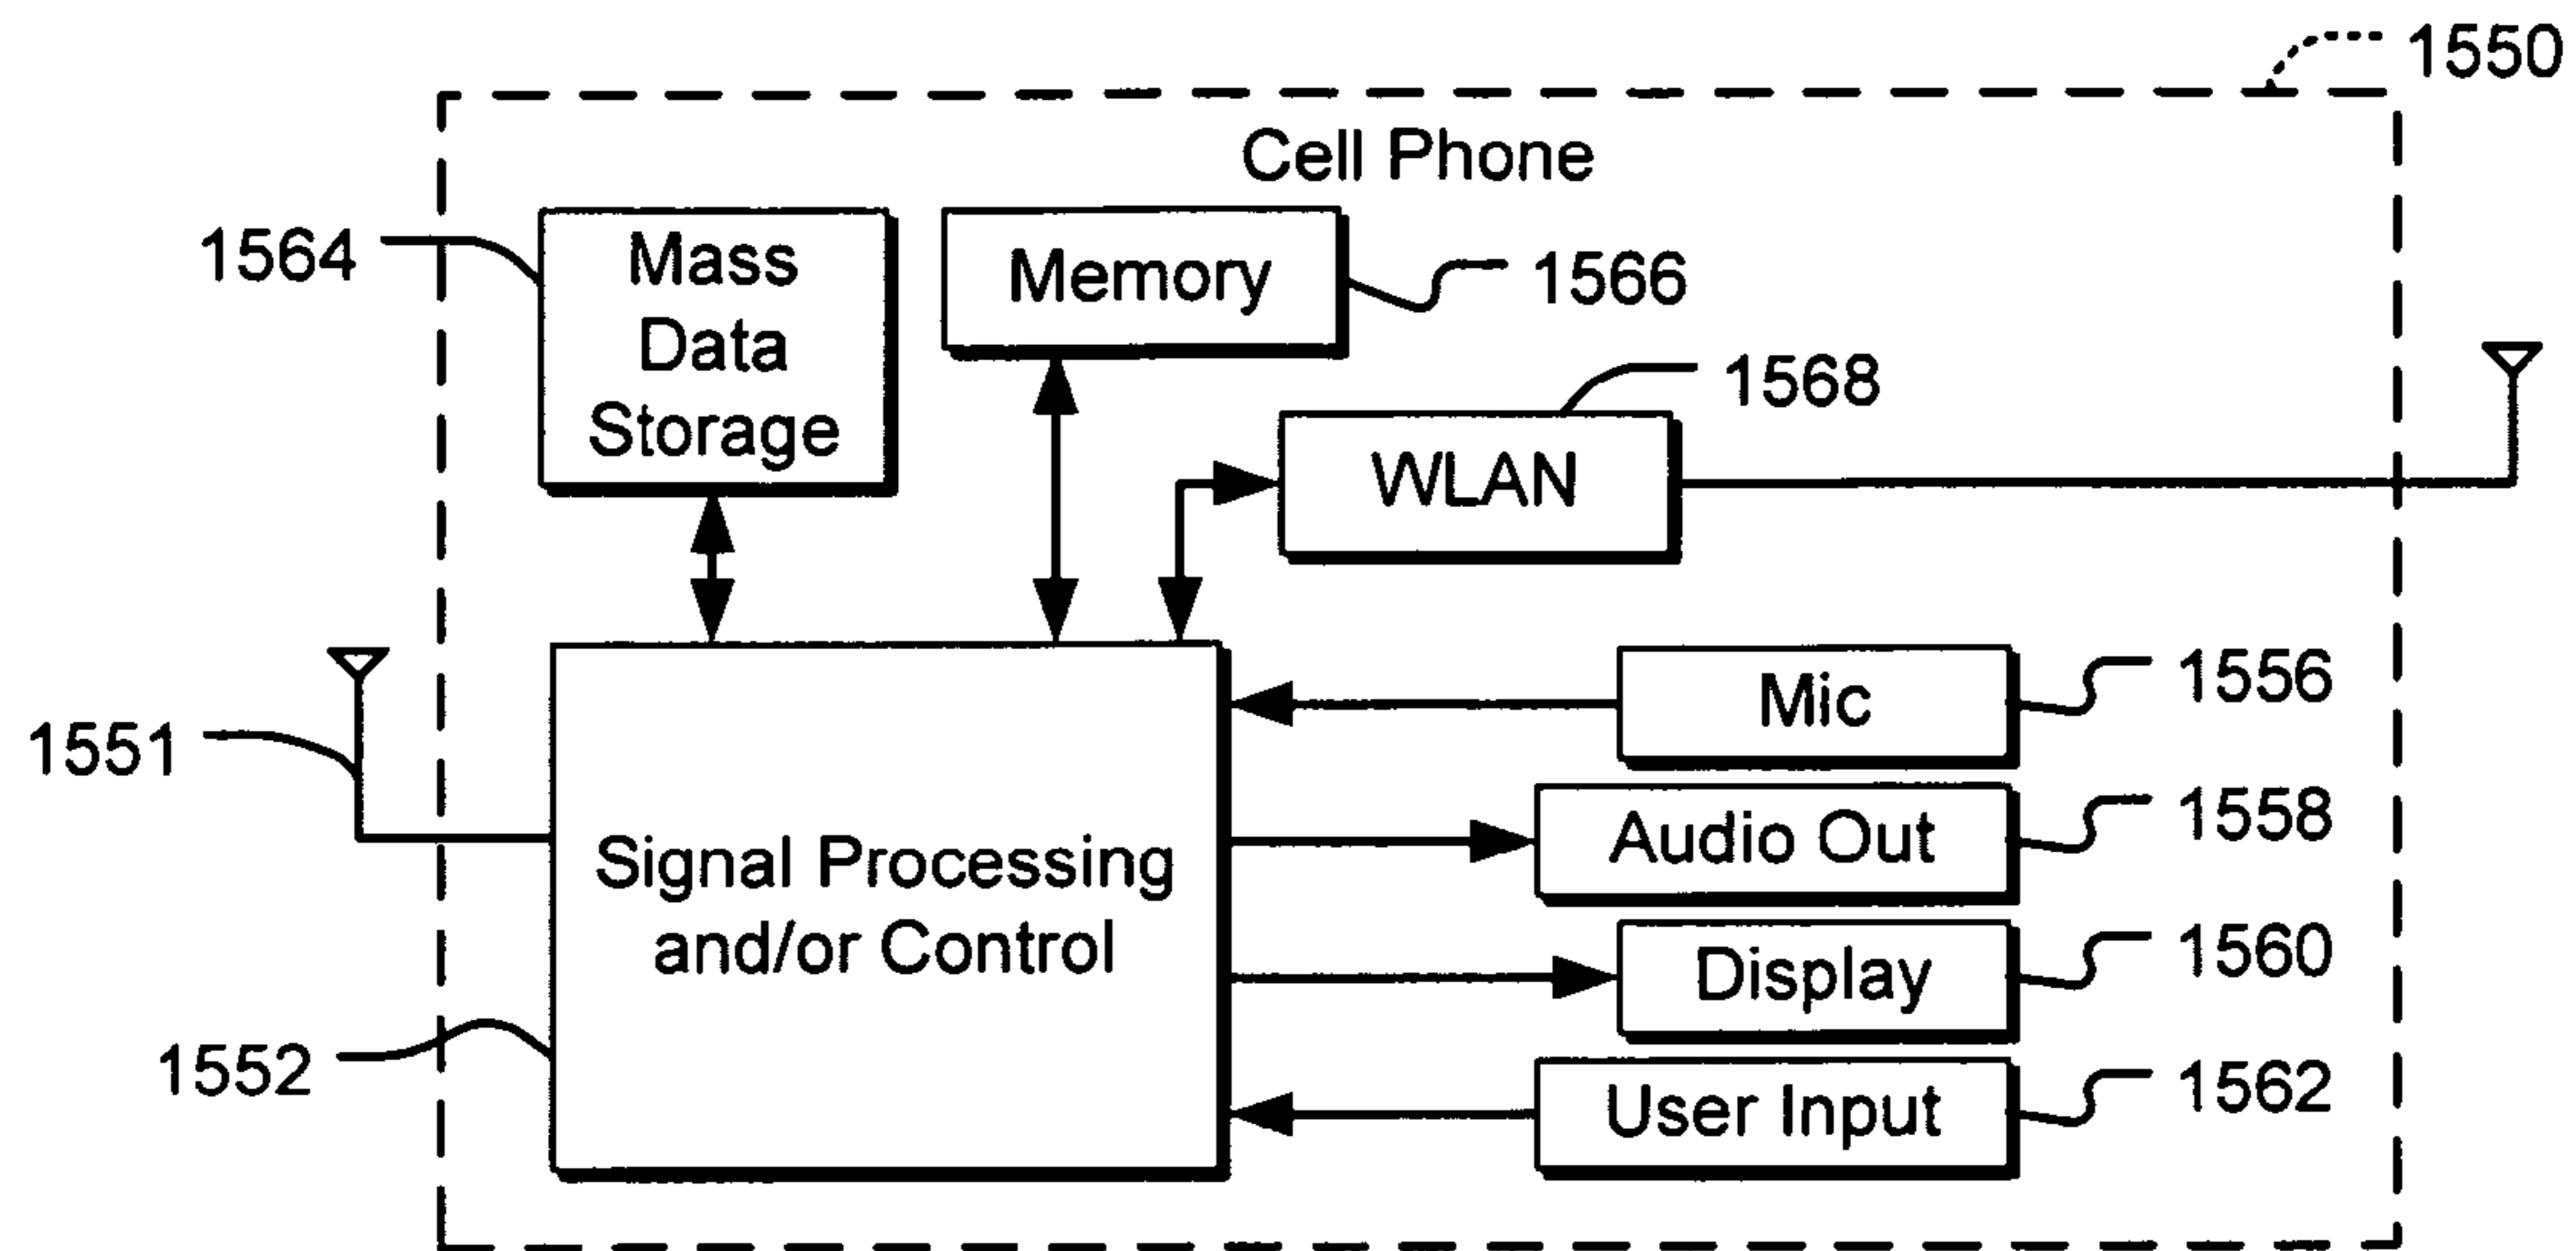 1550
Cell Phone
1564
Mass
Data
Storage
Memory
1566
1568
WLAN
1551
1552
Signal Processing
and/or Control
Mic
1556
Audio Out
1558
Display
1560
User Input
1562